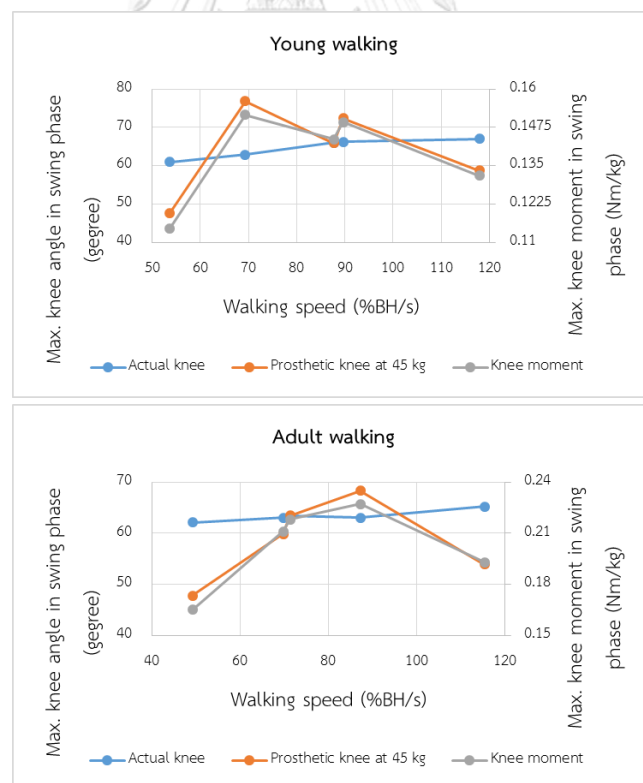 Young walking
Max. knee angle in swing phase
(gegree)
80
70
60
50
40
0.16
0.1475
0.135
0.1225
0.11
Max. knee moment in swing
phase (Nm/kg)
50 60 70 80 90 100 110 120
Walking speed (%BH/s)
Actual knee Prosthetic knee at 45 kg Knee moment
Adult walking
Max. knee angle in swing phase
(gegree)
70
60
50
40
0.24
0.21
0.18
0.15
Max. knee moment in swing
phase (Nm/kg)
40 60 80 100 120
Walking speed (%BH/s)
Actual knee Prosthetic knee at 45 kg Knee moment